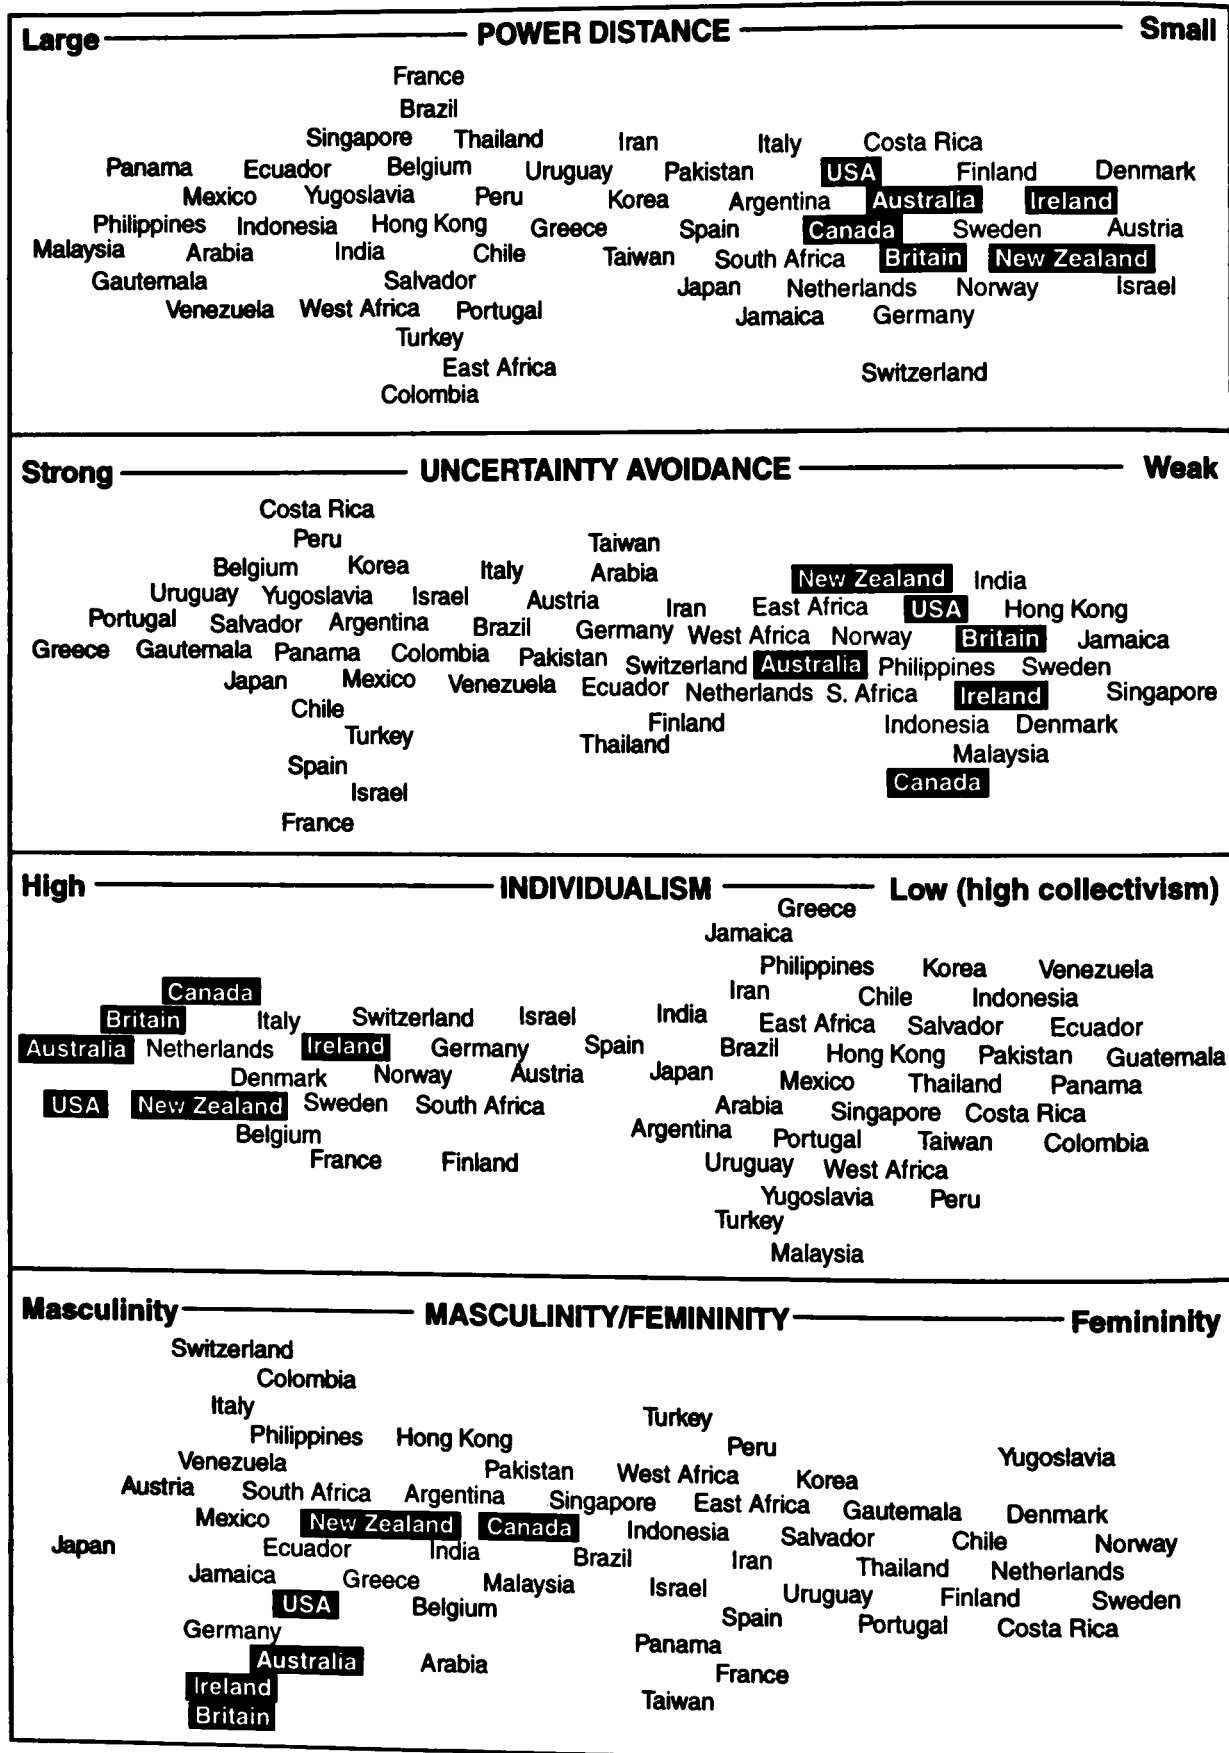 Large POWER DISTANCE Small
France
Brazil
Singapore Thailand Iran Italy Costa Rica
Panama Ecuador Belgium Uruguay Pakistan USA Finland Denmark
Mexico Yugoslavia Peru Korea Argentina Australia Ireland
Philippines Indonesia Hong Kong Greece Spain Canada Sweden Austria
Malaysia Arabia India Chile Taiwan South Africa Britain New Zealand
Gautemala Salvador Japan Netherlands Norway Israel
Venezuela West Africa Portugal Jamaica Germany
Turkey
East Africa Switzerland
Colombia
Strong UNCERTAINTY AVOIDANCE Weak
Costa Rica
Peru Taiwan
Belgium Korea Italy Arabia New Zealand India
Uruguay Yugoslavia Israel Austria Iran East Africa USA Hong Kong
Portugal Salvador Argentina Brazil Germany West Africa Norway Britain Jamaica
Greece Gautemala Panama Colombia Pakistan Switzerland Australia Philippines Sweden
Japan Mexico Venezuela Ecuador Netherlands S. Africa Ireland Singapore
Chile Finland Indonesia Denmark
Turkey Thailand Malaysia
Spain Canada
Israel
France
High INDIVIDUALISM Low (high collectivism)
Greece
Jamaica
Philippines Korea Venezuela
Canada Iran Chile Indonesia
Britain Italy Switzerland Israel India East Africa Salvador Ecuador
Australia Netherlands Ireland Germany Spain Brazil Hong Kong Pakistan Guatemala
Denmark Norway Austria Japan Mexico Thailand Panama
USA New Zealand Sweden South Africa Arabia Singapore Costa Rica
Belgium Argentina Portugal Taiwan Colombia
France Finland Uruguay West Africa
Yugoslavia Peru
Turkey
Malaysia
Masculinity MASCULINITY/FEMININITY Femininity
Switzerland
Colombia
Italy Turkey
Philippines Hong Kong Peru Yugoslavia
Venezuela Pakistan West Africa Korea
Austria South Africa Argentina Singapore East Africa Gautemala Denmark
Mexico New Zealand Canada Indonesia Salvador Chile Norway
Japan Ecuador India Brazil Iran Thailand Netherlands
Jamaica Greece Malaysia Israel Uruguay Finland Sweden
USA Belgium Spain Portugal Costa Rica
Germany Panama
Australia Arabia France
Ireland Taiwan
Britain